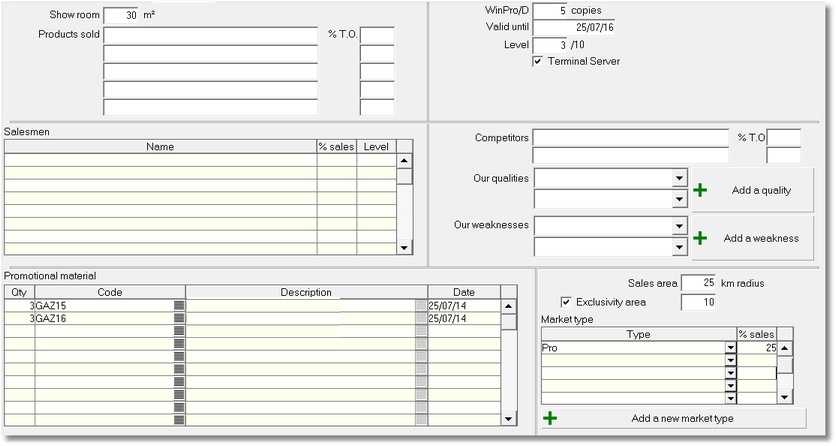 Show room 30 m²
Products sold % T.O.
WinPro/D 5 copies
Valid until 25/07/16
Level 3 /10
Terminal Server
Salesmen
Name % sales Level
Competitors % T.O
Our qualities
Add a quality
Our weaknesses
Add a weakness
Promotional material
Qty Code Description Date
3 GAZ15 25/07/14
3 GAZ16 25/07/14
Sales area 25 km radius
Exclusivity area 10
Market type
Type % sales
Pro 25
Add a new market type